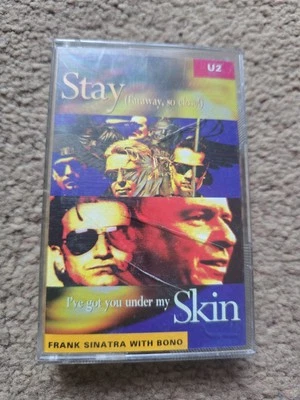 U2
Stay
(faraway, so close!)
I've got you under my
Skin
FRANK SINATRA WITH BONO